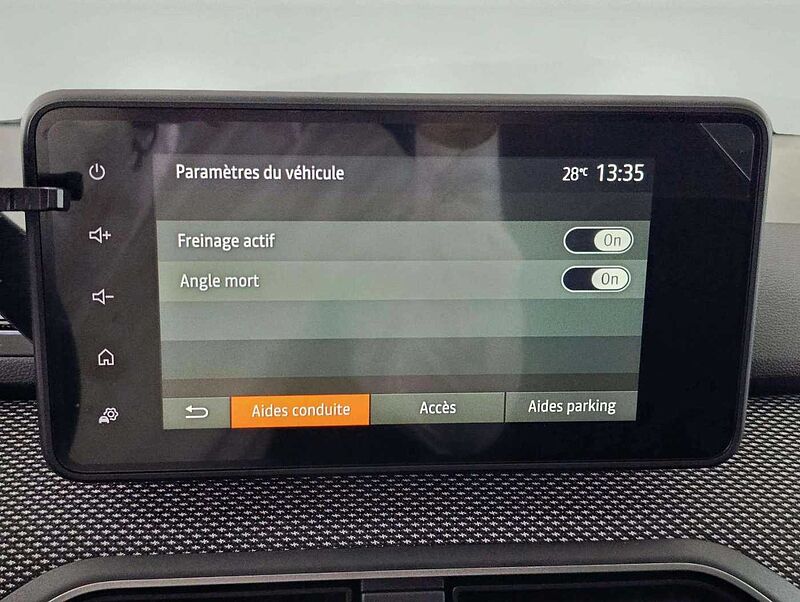 Paramètres du véhicule 28°C 13:35
Freinage actif On
Angle mort On
Aides conduite Accès Aides parking